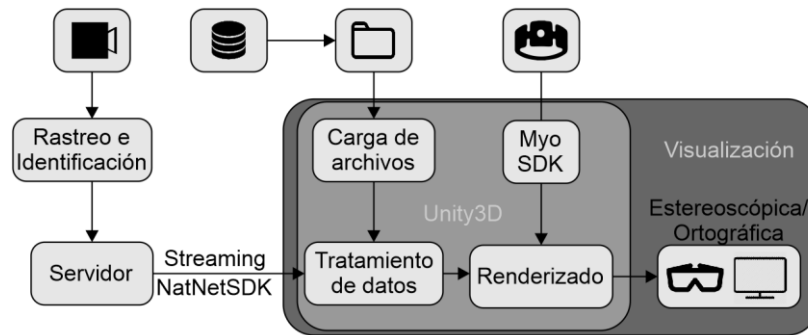 Rastreo e
Identificación
Carga de
archivos
Myo
SDK
Visualización
Unity3D
Estereoscópica/
Ortográfica
Servidor
Streaming
NatNetSDK
Tratamiento
de datos
Renderizado